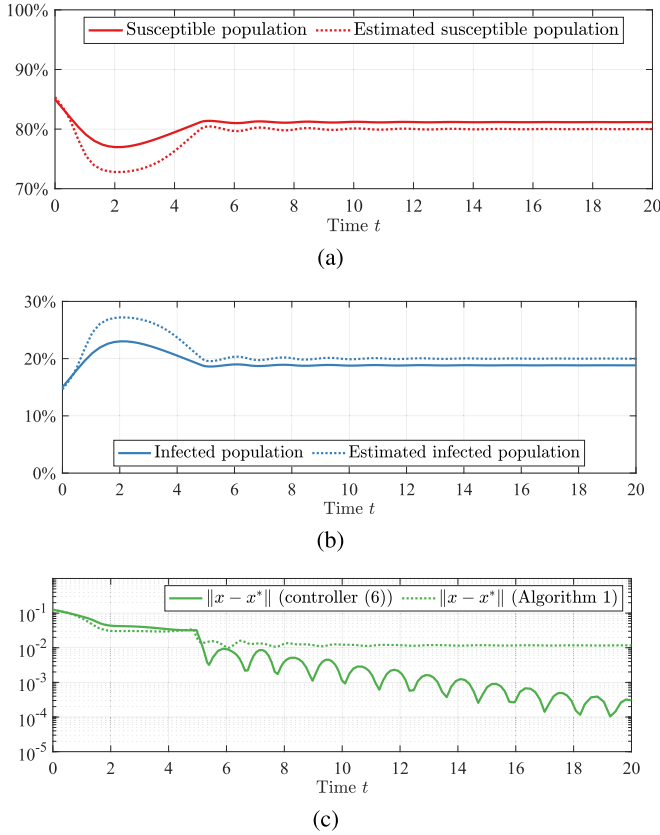 100%
Susceptible population Estimated susceptible population
90%
80%
70%
0 2 4 6 8 10 12 14 16 18 20
Time t
(a)
30%
20%
10%
Infected population Estimated infected population
0%
0 2 4 6 8 10 12 14 16 18 20
Time t
(b)
‖x − x*‖ (controller (6)) ‖x − x*‖ (Algorithm 1)
10⁻¹
10⁻²
10⁻³
10⁻⁴
10⁻⁵
0 2 4 6 8 10 12 14 16 18 20
Time t
(c)